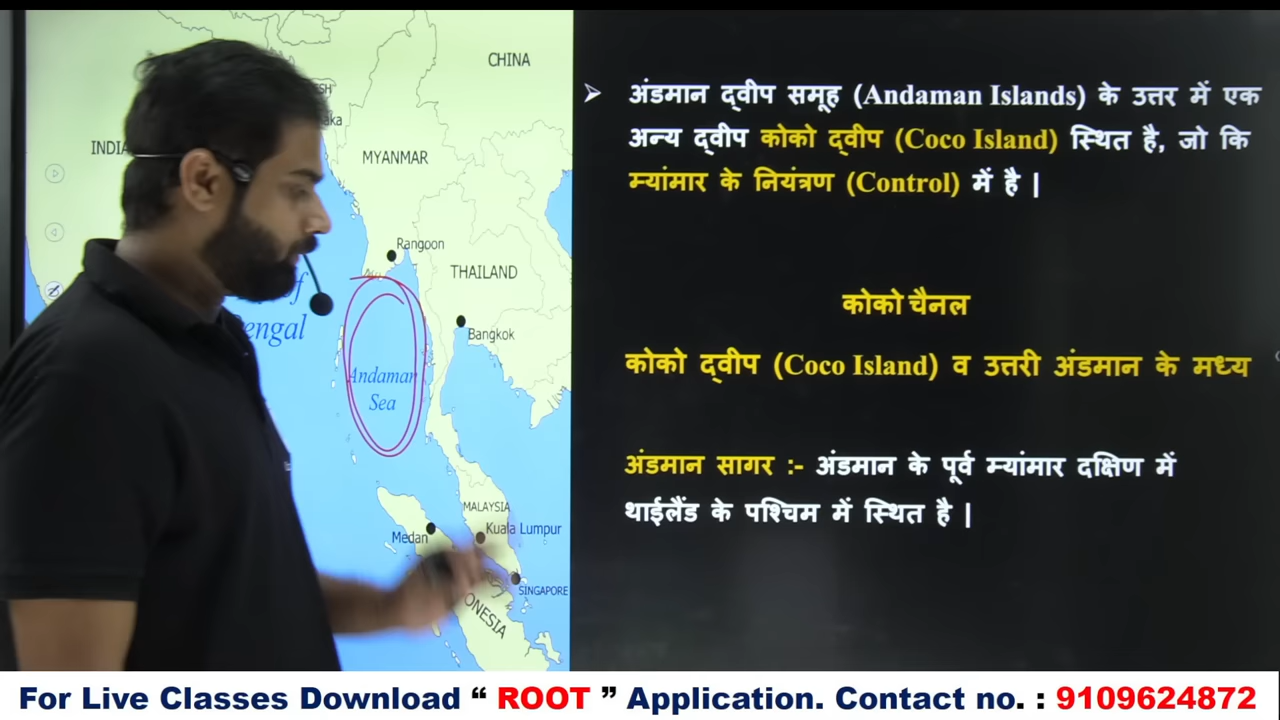 CHINA
INDIA
MYANMAR
Rangoon
THAILAND
Bangkok
Andaman
Sea
MALAYSIA
Kuala Lumpur
Medan
SINGAPORE
➢ अंडमान द्वीप समूह (Andaman Islands) के उत्तर में एक
अन्य द्वीप कोको द्वीप (Coco Island) स्थित है, जो कि
म्यांमार के नियंत्रण (Control) में है |
कोको चैनल
कोको द्वीप (Coco Island) व उत्तरी अंडमान के मध्य
अंडमान सागर :- अंडमान के पूर्व म्यांमार दक्षिण में
थाईलैंड के पश्चिम में स्थित है |
For Live Classes Download “ ROOT ” Application. Contact no. : 9109624872